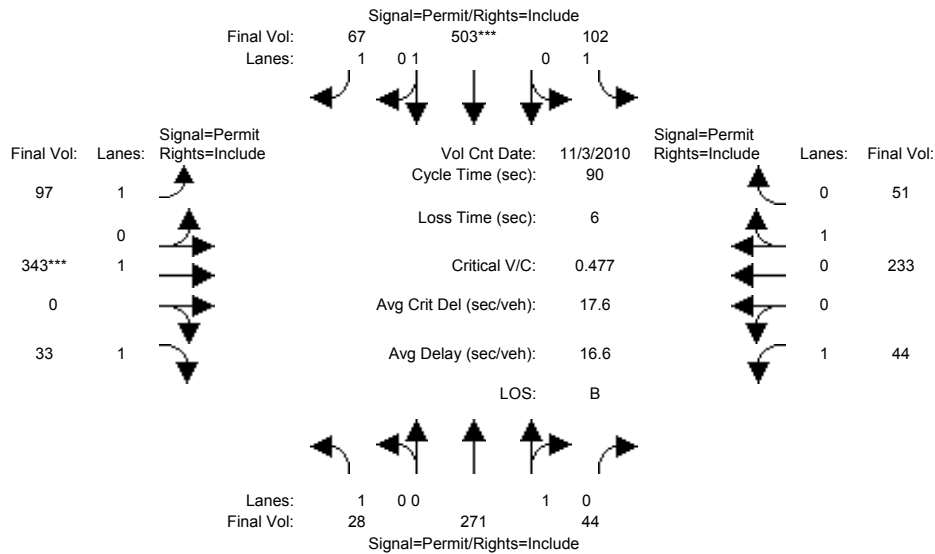 Signal=Permit/Rights=Include
Final Vol: 67 503*** 102
Lanes: 1 0 1 0 1
Signal=Permit
Rights=Include
Final Vol: Lanes:
Vol Cnt Date: 11/3/2010
Signal=Permit
Rights=Include
Lanes: Final Vol:
Cycle Time (sec): 90
97 1
0 51
Loss Time (sec): 6
0
1
343*** 1
Critical V/C: 0.477
0 233
0
Avg Crit Del (sec/veh): 17.6
0
33 1
Avg Delay (sec/veh): 16.6
1 44
LOS: B
Lanes: 1 0 0 1 0
Final Vol: 28 271 44
Signal=Permit/Rights=Include